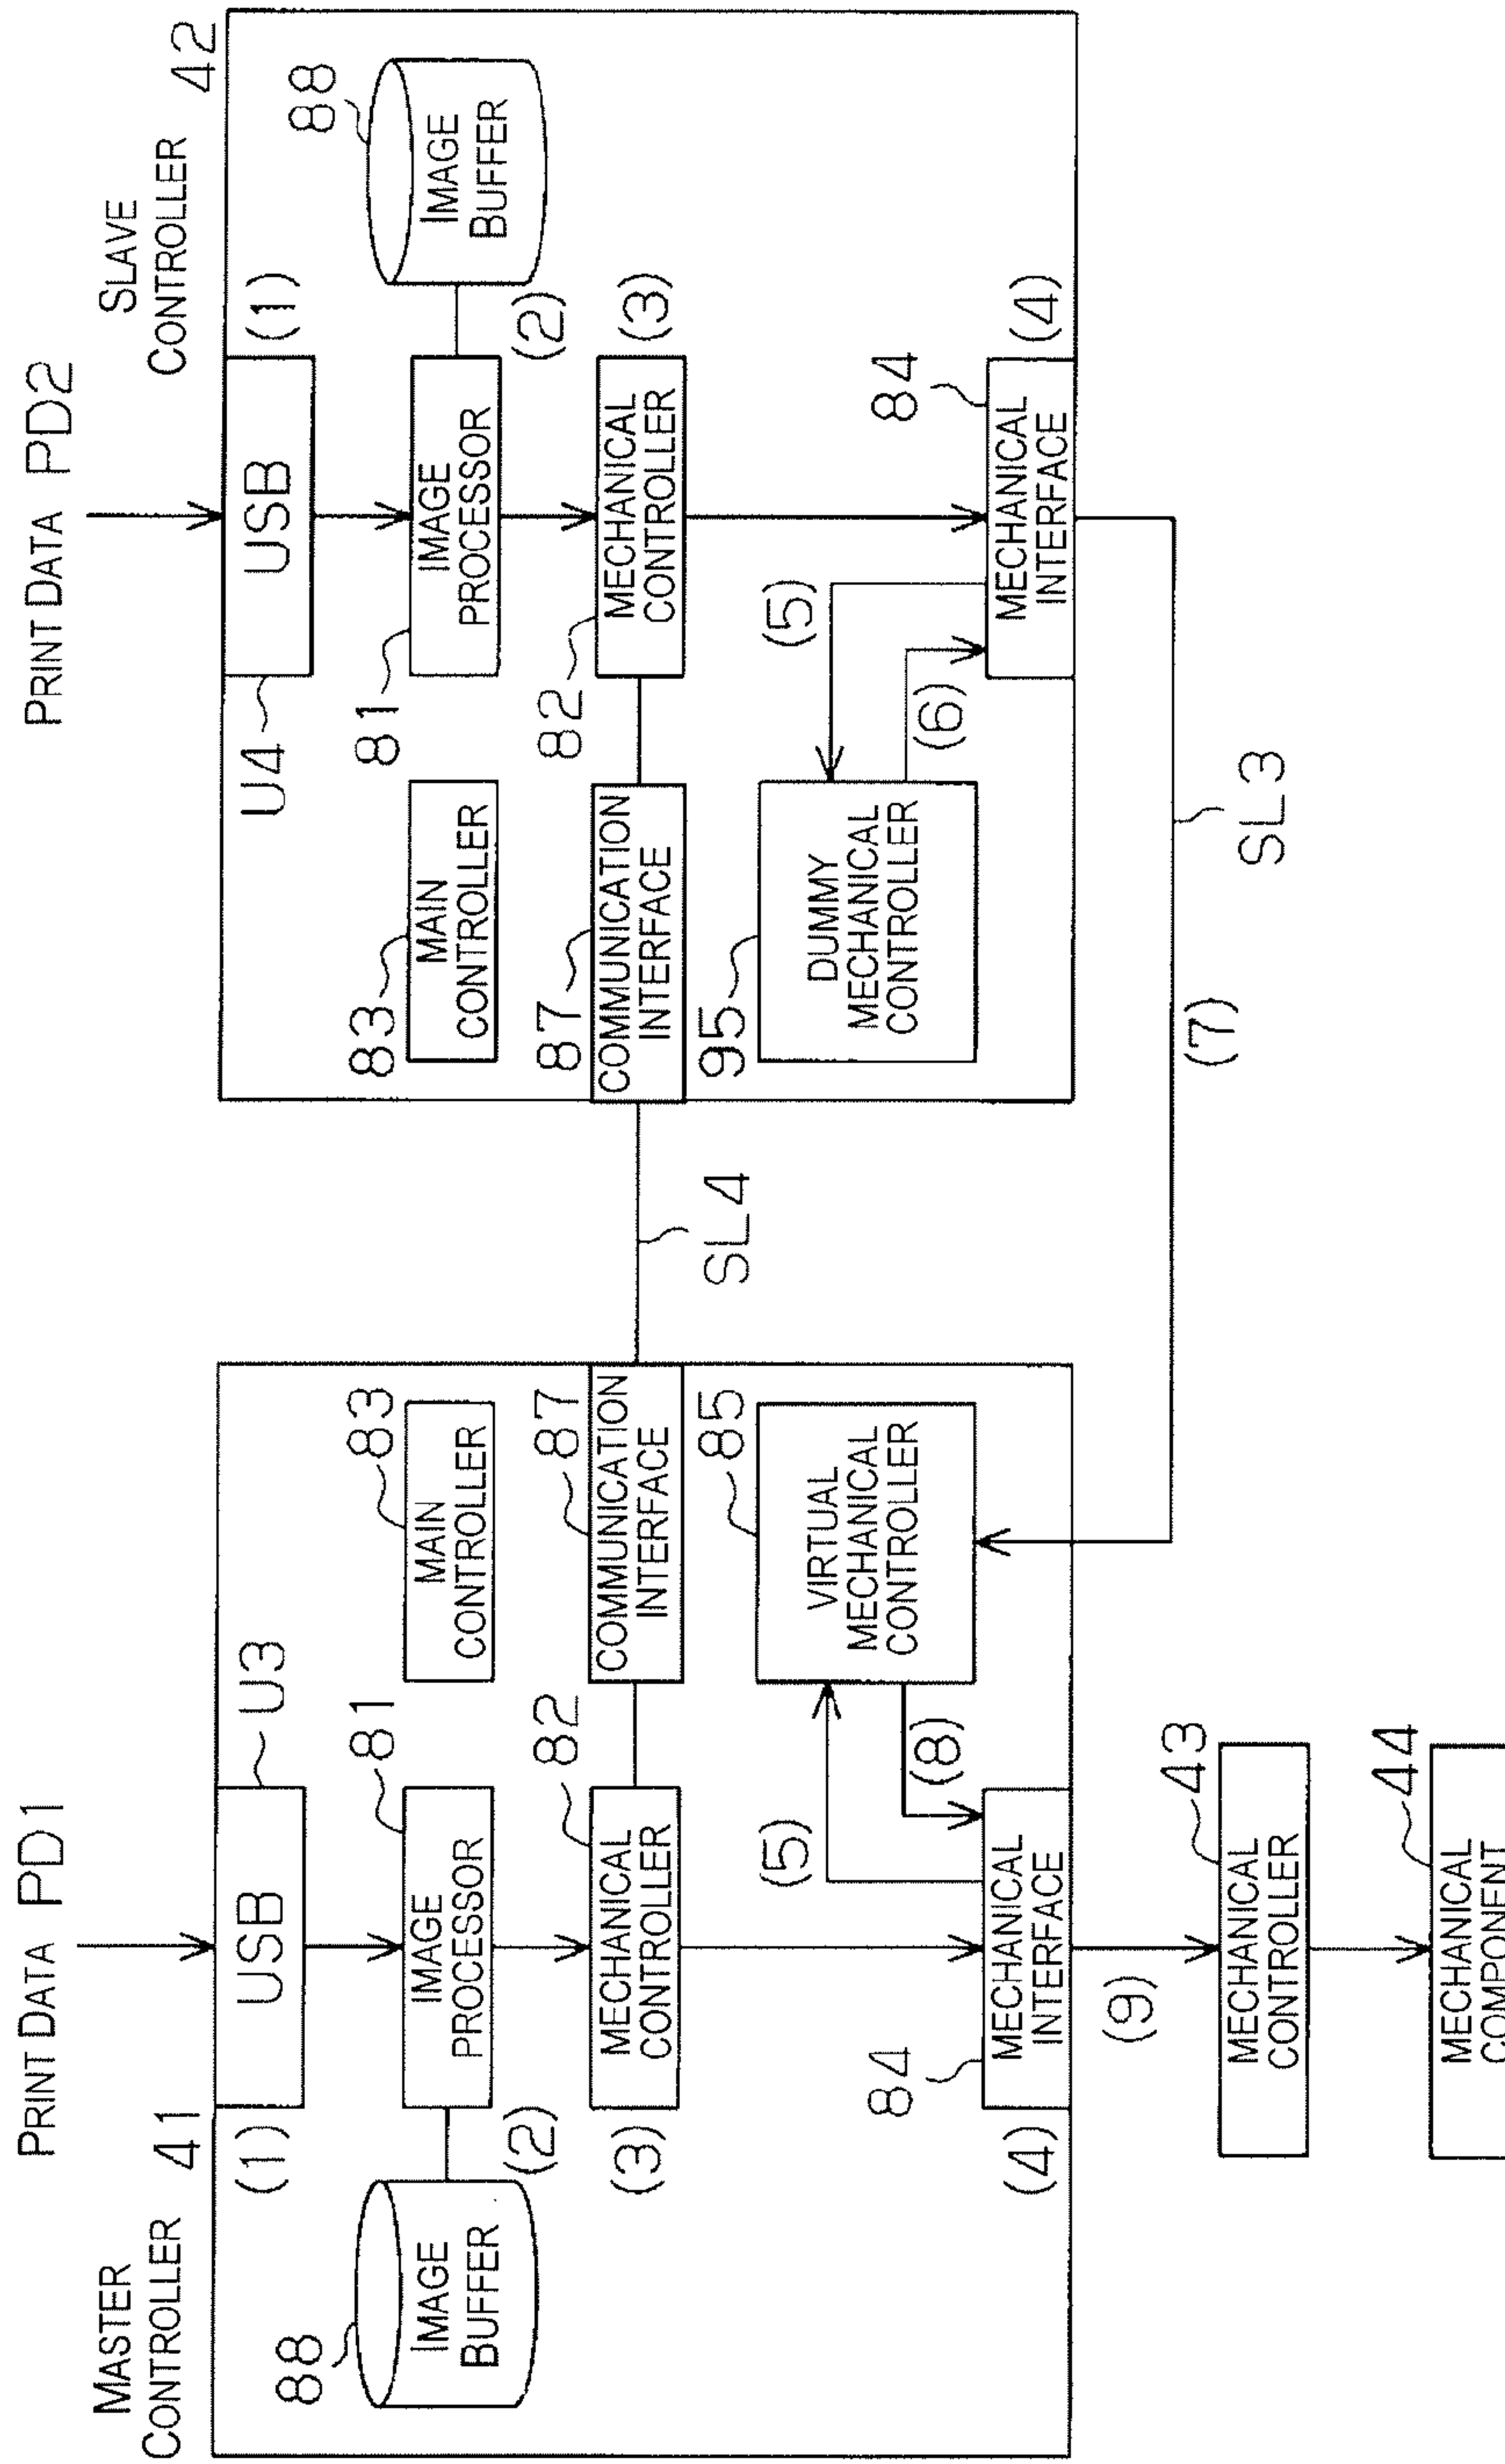 PRINT DATA PD1
MASTER
CONTROLLER
41
(1)
USB
U3
88
IMAGE
BUFFER
(2)
IMAGE
PROCESSOR
81
MAIN
CONTROLLER
83
(3)
MECHANICAL
CONTROLLER
82
COMMUNICATION
INTERFACE
87
SL4
VIRTUAL
MECHANICAL
CONTROLLER
85
(5)
(8)
(4)
84
MECHANICAL
INTERFACE
(9)
MECHANICAL
CONTROLLER
43
MECHANICAL
COMPONENT
44
PRINT DATA PD2
SLAVE
CONTROLLER
42
U4
USB
(1)
83
MAIN
CONTROLLER
81
IMAGE
PROCESSOR
(2)
88
IMAGE
BUFFER
87
COMMUNICATION
INTERFACE
82
MECHANICAL
CONTROLLER
(3)
95
DUMMY
MECHANICAL
CONTROLLER
(5)
(6)
84
MECHANICAL
INTERFACE
(4)
(7)
SL3